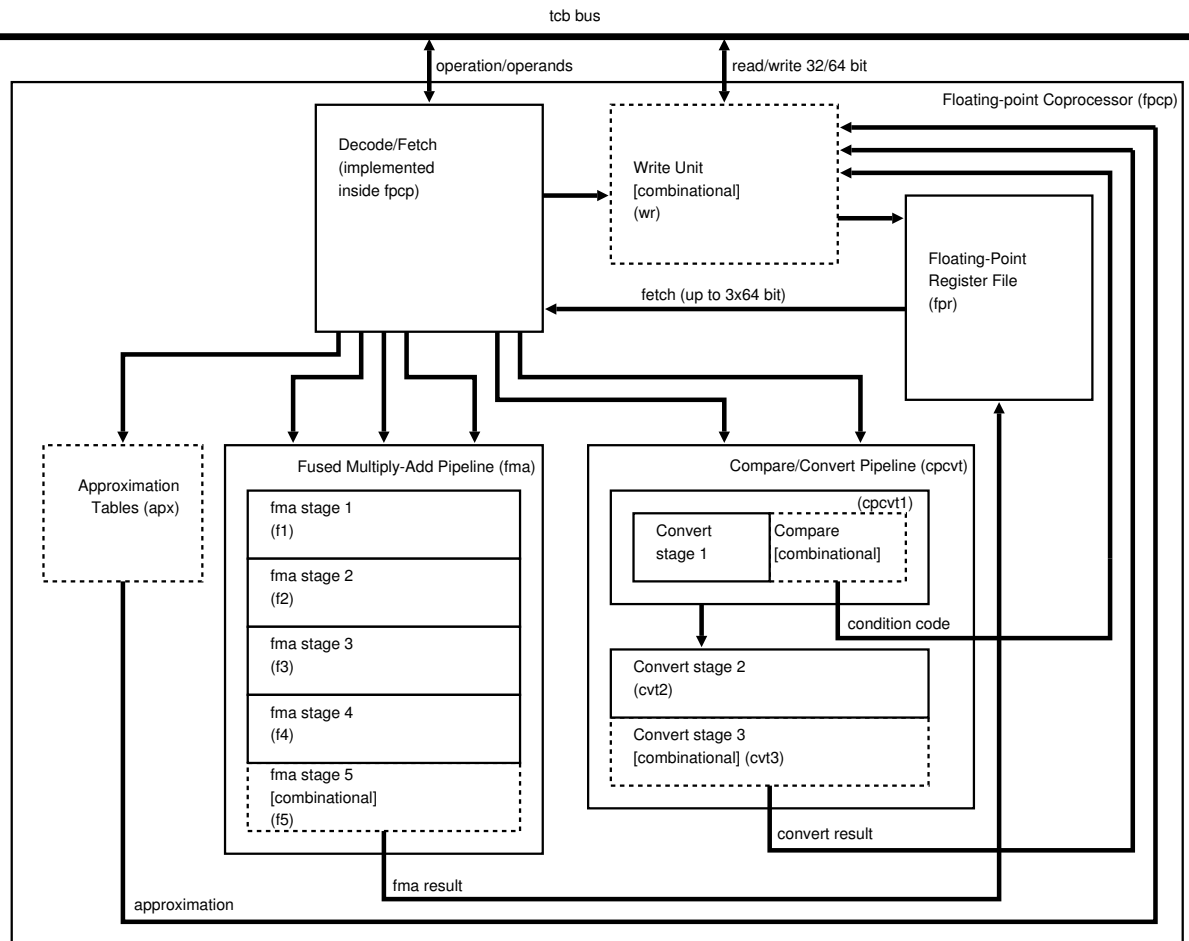 tcb bus
operation/operands
read/write 32/64 bit
Floating-point Coprocessor (fpcp)
Decode/Fetch
(implemented
inside fpcp)
Write Unit
[combinational]
(wr)
Floating-Point
Register File
(fpr)
fetch (up to 3x64 bit)
Approximation
Tables (apx)
Fused Multiply-Add Pipeline (fma)
fma stage 1
(f1)
fma stage 2
(f2)
fma stage 3
(f3)
fma stage 4
(f4)
fma stage 5
[combinational]
(f5)
Compare/Convert Pipeline (cpcvt)
(cpcvt1)
Convert
stage 1
Compare
[combinational]
condition code
Convert stage 2
(cvt2)
Convert stage 3
[combinational] (cvt3)
convert result
fma result
approximation